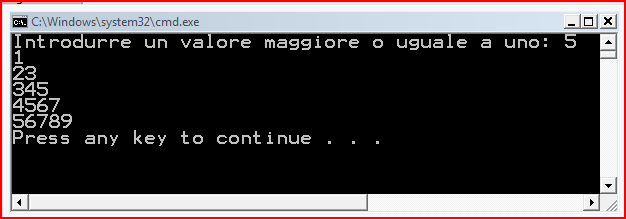 C:\Windows\system32\cmd.exe
Introdurre un valore maggiore o uguale a uno: 5
1
23
345
4567
56789
Press any key to continue . . .